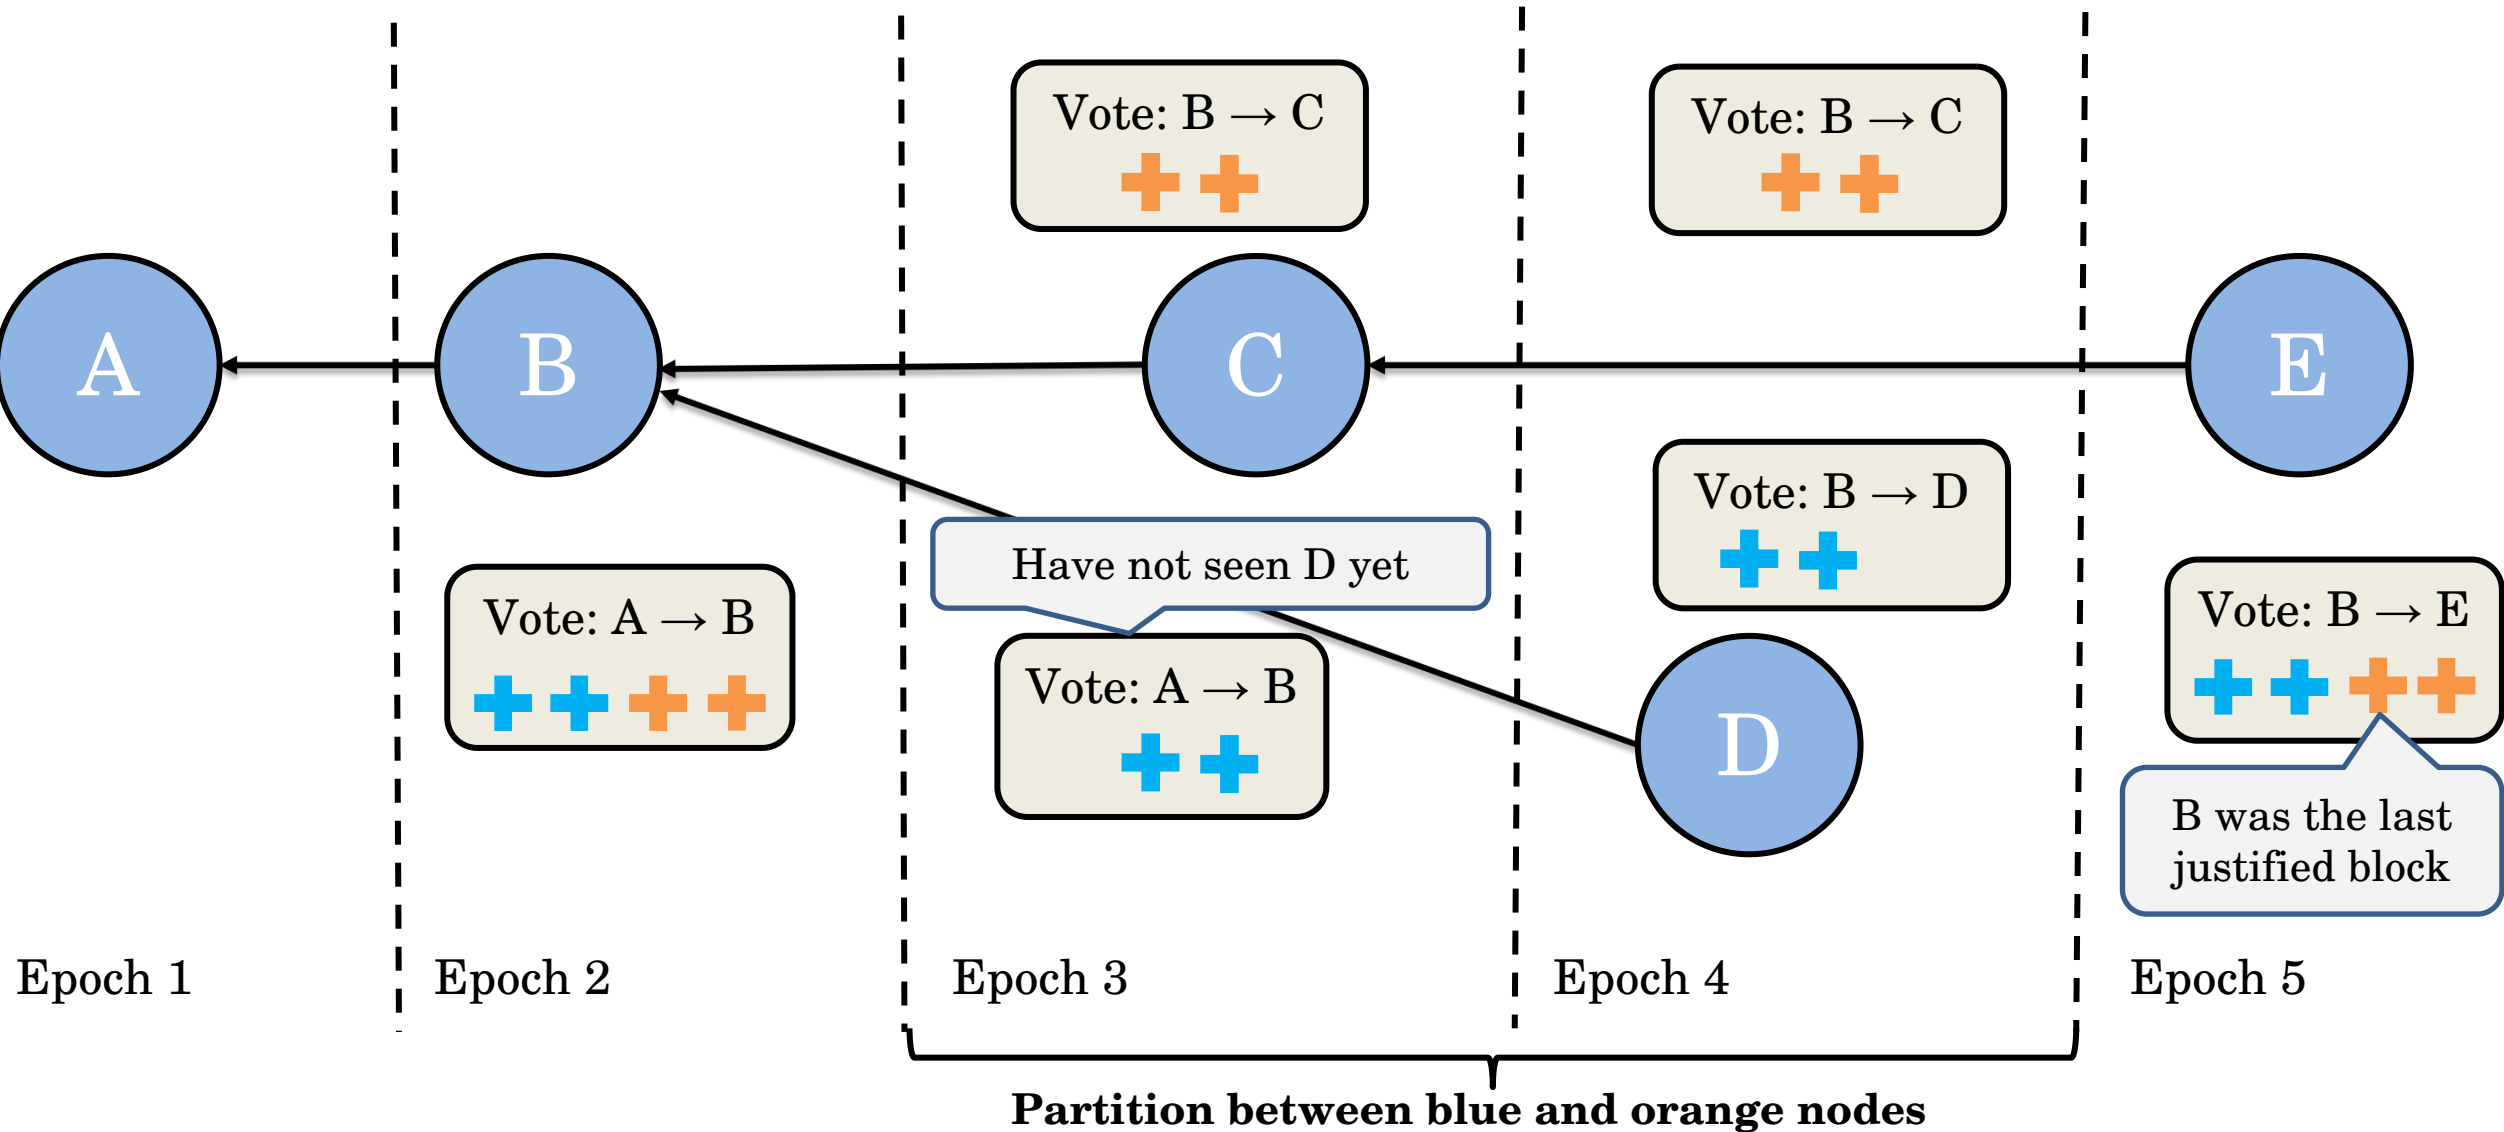 Vote: B → C
Vote: B → C
A
B
C
E
Vote: B → D
Have not seen D yet
Vote: A → B
Vote: B → E
Vote: A → B
D
B was the last
justified block
Epoch 1
Epoch 2
Epoch 3
Epoch 4
Epoch 5
Partition between blue and orange nodes